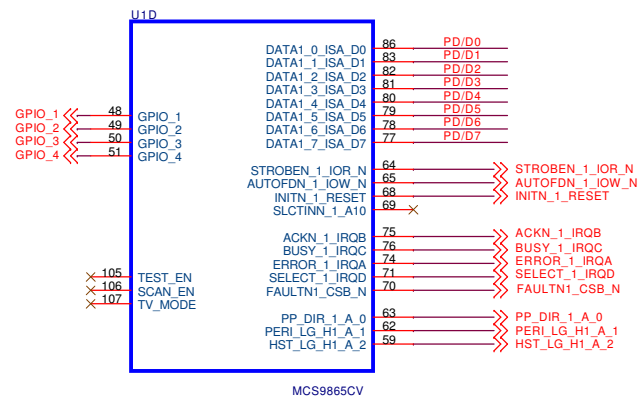 U1D
DATA1_0_ISA_D0 86 PD/D0
DATA1_1_ISA_D1 83 PD/D1
DATA1_2_ISA_D2 82 PD/D2
DATA1_3_ISA_D3 81 PD/D3
DATA1_4_ISA_D4 80 PD/D4
DATA1_5_ISA_D5 79 PD/D5
DATA1_6_ISA_D6 78 PD/D6
DATA1_7_ISA_D7 77 PD/D7
GPIO_1 48 GPIO_1
GPIO_2 49 GPIO_2
GPIO_3 50 GPIO_3
GPIO_4 51 GPIO_4
STROBEN_1_IOR_N 64 STROBEN_1_IOR_N
AUTOFDN_1_IOW_N 65 AUTOFDN_1_IOW_N
INITN_1_RESET 68 INITN_1_RESET
SLCTINN_1_A10 69
ACKN_1_IRQB 75 ACKN_1_IRQB
BUSY_1_IRQC 76 BUSY_1_IRQC
ERROR_1_IRQA 74 ERROR_1_IRQA
SELECT_1_IRQD 71 SELECT_1_IRQD
FAULTN1_CSB_N 70 FAULTN1_CSB_N
105 TEST_EN
106 SCAN_EN
107 TV_MODE
PP_DIR_1_A_0 63 PP_DIR_1_A_0
PERI_LG_H1_A_1 62 PERI_LG_H1_A_1
HST_LG_H1_A_2 59 HST_LG_H1_A_2
MCS9865CV